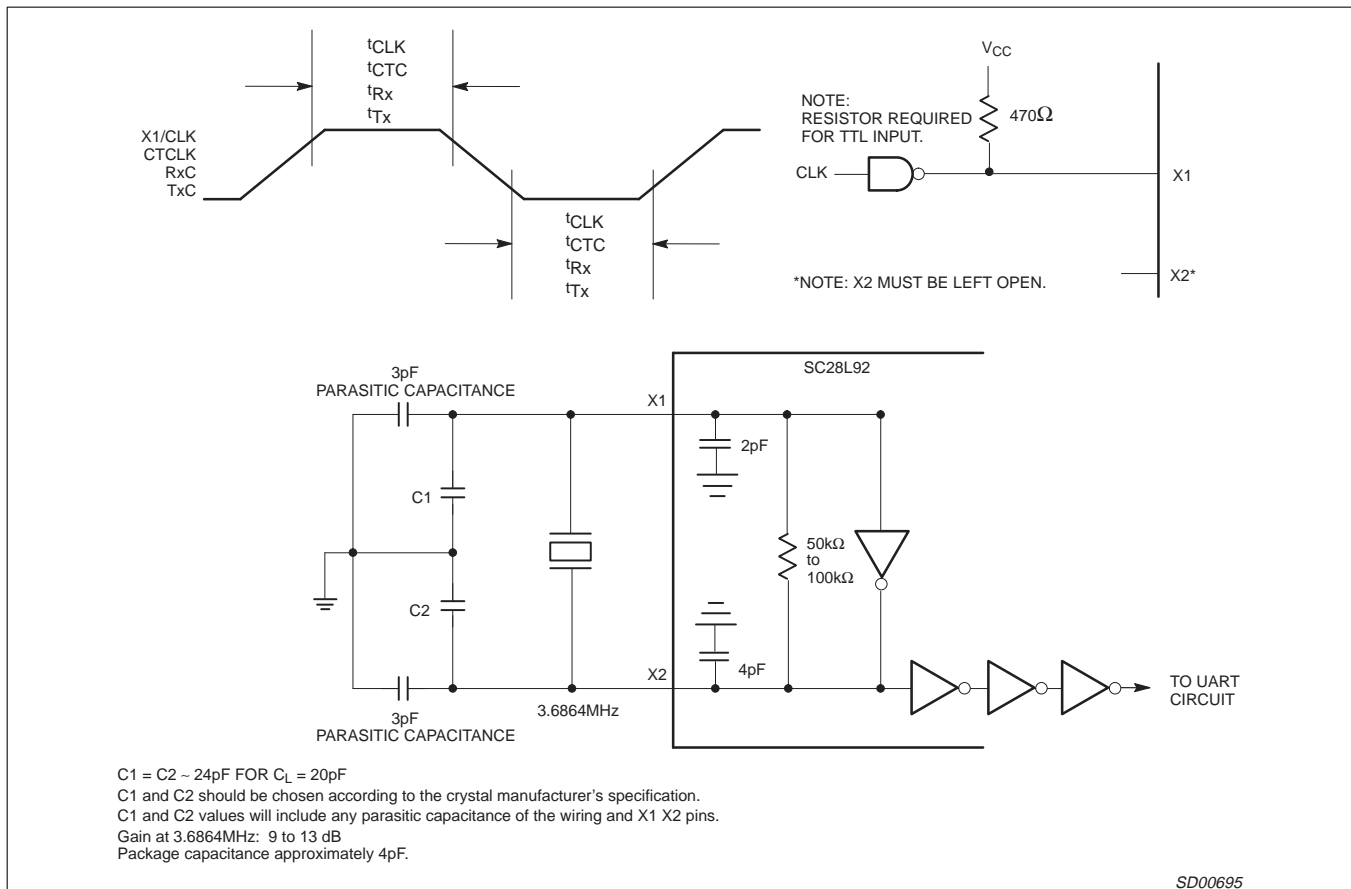 tCLK
tCTC
tRx
tTx
X1/CLK
CTCLK
RxC
TxC
tCLK
tCTC
tRx
tTx
VCC
NOTE:
RESISTOR REQUIRED
FOR TTL INPUT.
470Ω
CLK
X1
*NOTE: X2 MUST BE LEFT OPEN.
X2*
SC28L92
3pF
PARASITIC CAPACITANCE
X1
2pF
C1
50kΩ
to
100kΩ
C2
4pF
X2
3.6864MHz
3pF
PARASITIC CAPACITANCE
TO UART
CIRCUIT
C1 = C2 ~ 24pF FOR CL = 20pF
C1 and C2 should be chosen according to the crystal manufacturer's specification.
C1 and C2 values will include any parasitic capacitance of the wiring and X1 X2 pins.
Gain at 3.6864MHz: 9 to 13 dB
Package capacitance approximately 4pF.
SD00695